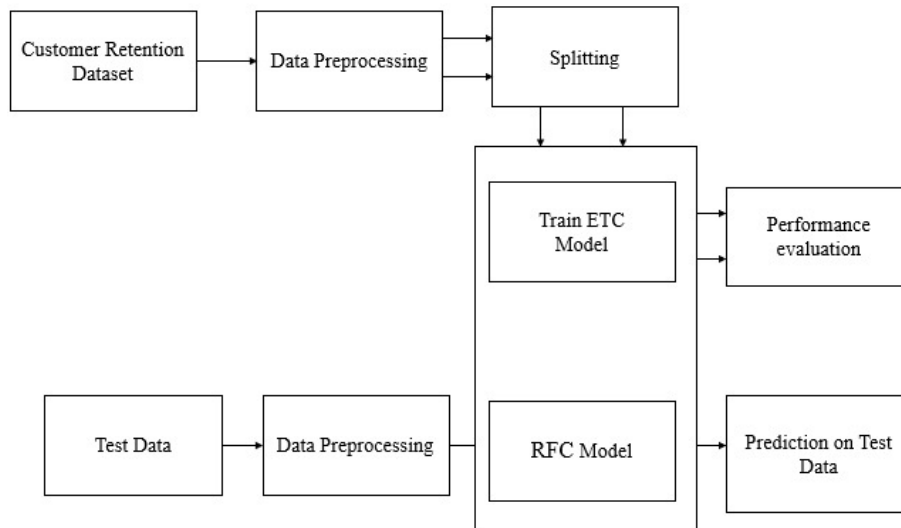 Customer Retention
Dataset
Data Preprocessing
Splitting
Train ETC
Model
Performance
evaluation
Test Data
Data Preprocessing
RFC Model
Prediction on Test
Data